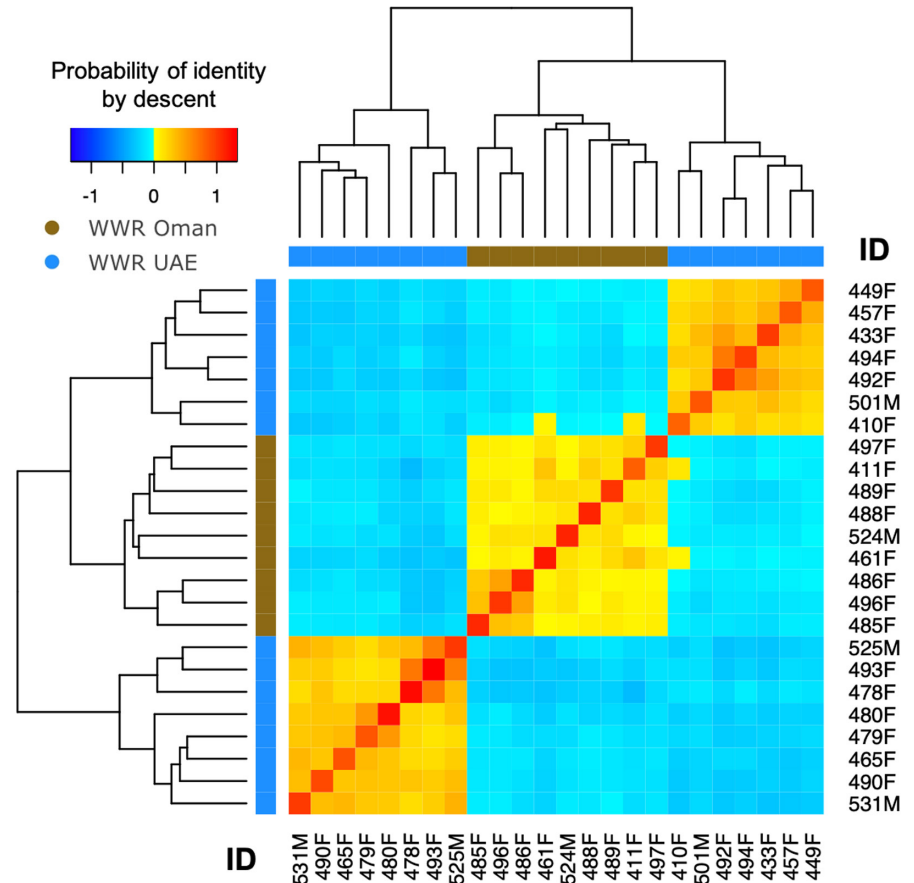 Probability of identity
by descent
-1 0 1
WWR Oman
WWR UAE
ID
449F
457F
433F
494F
492F
501M
410F
497F
411F
489F
488F
524M
461F
486F
496F
485F
525M
493F
478F
480F
479F
465F
490F
531M
ID
531M 490F 465F 479F 480F 478F 493F 525M 485F 496F 486F 461F 524M 488F 489F 411F 497F 410F 501M 492F 494F 433F 457F 449F